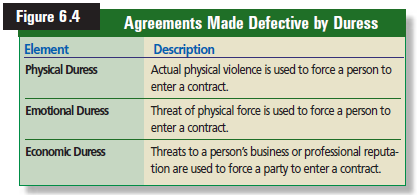 Figure 6.4
Agreements Made Defective by Duress
Element Description
Physical Duress Actual physical violence is used to force a person to
enter a contract.
Emotional Duress Threat of physical force is used to force a person to
enter a contract.
Economic Duress Threats to a person's business or professional reputa-
tion are used to force a party to enter a contract.